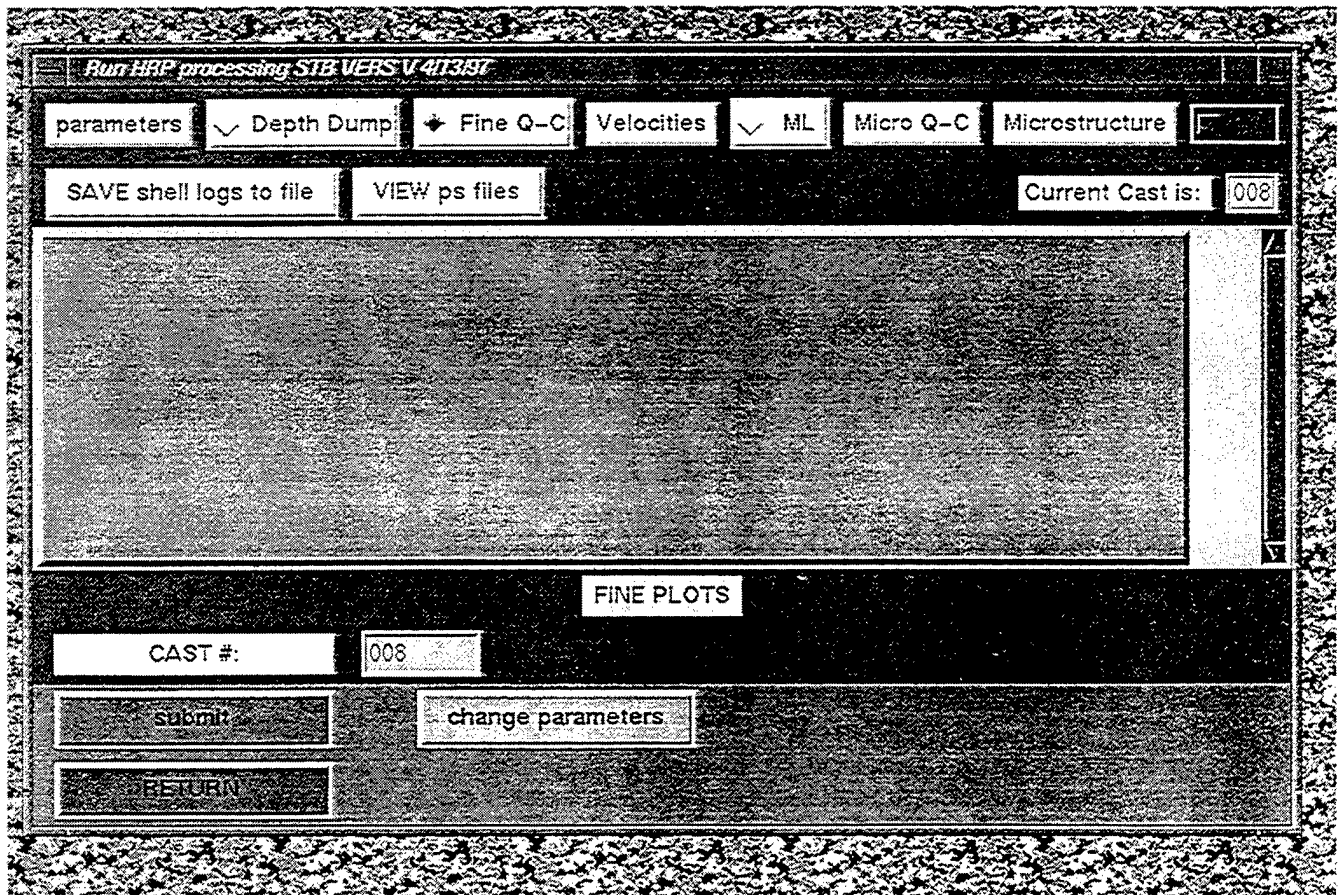 Run HRP processing STB VERS V 4/13/97
parameters Depth Dump Fine Q-C Velocities ML Micro Q-C Microstructure
SAVE shell logs to file VIEW ps files Current Cast is: 008
FINE PLOTS
CAST #: 008
submit change parameters
RETURN